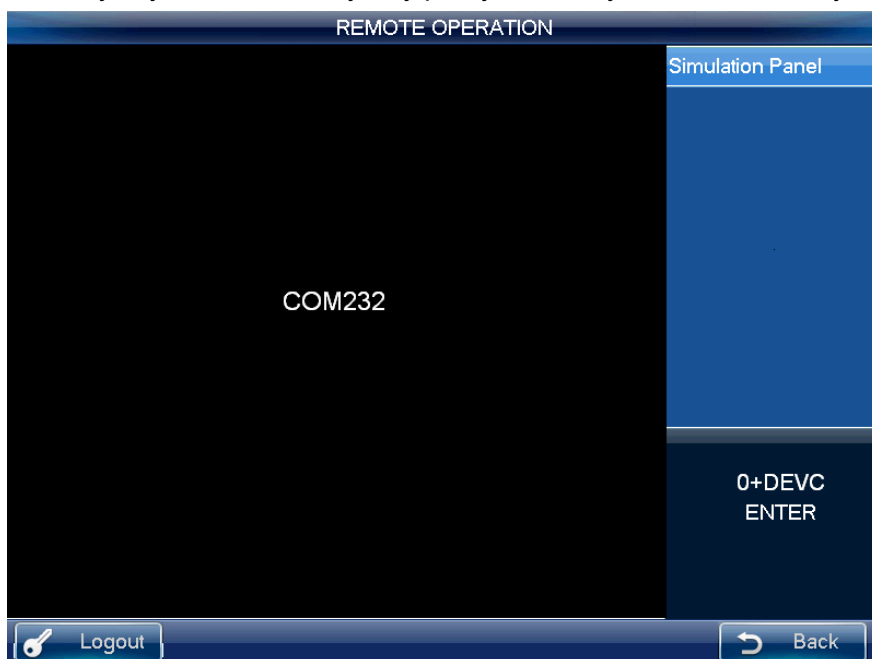 REMOTE OPERATION
Simulation Panel
COM232
0+DEVC
ENTER
Logout
Back